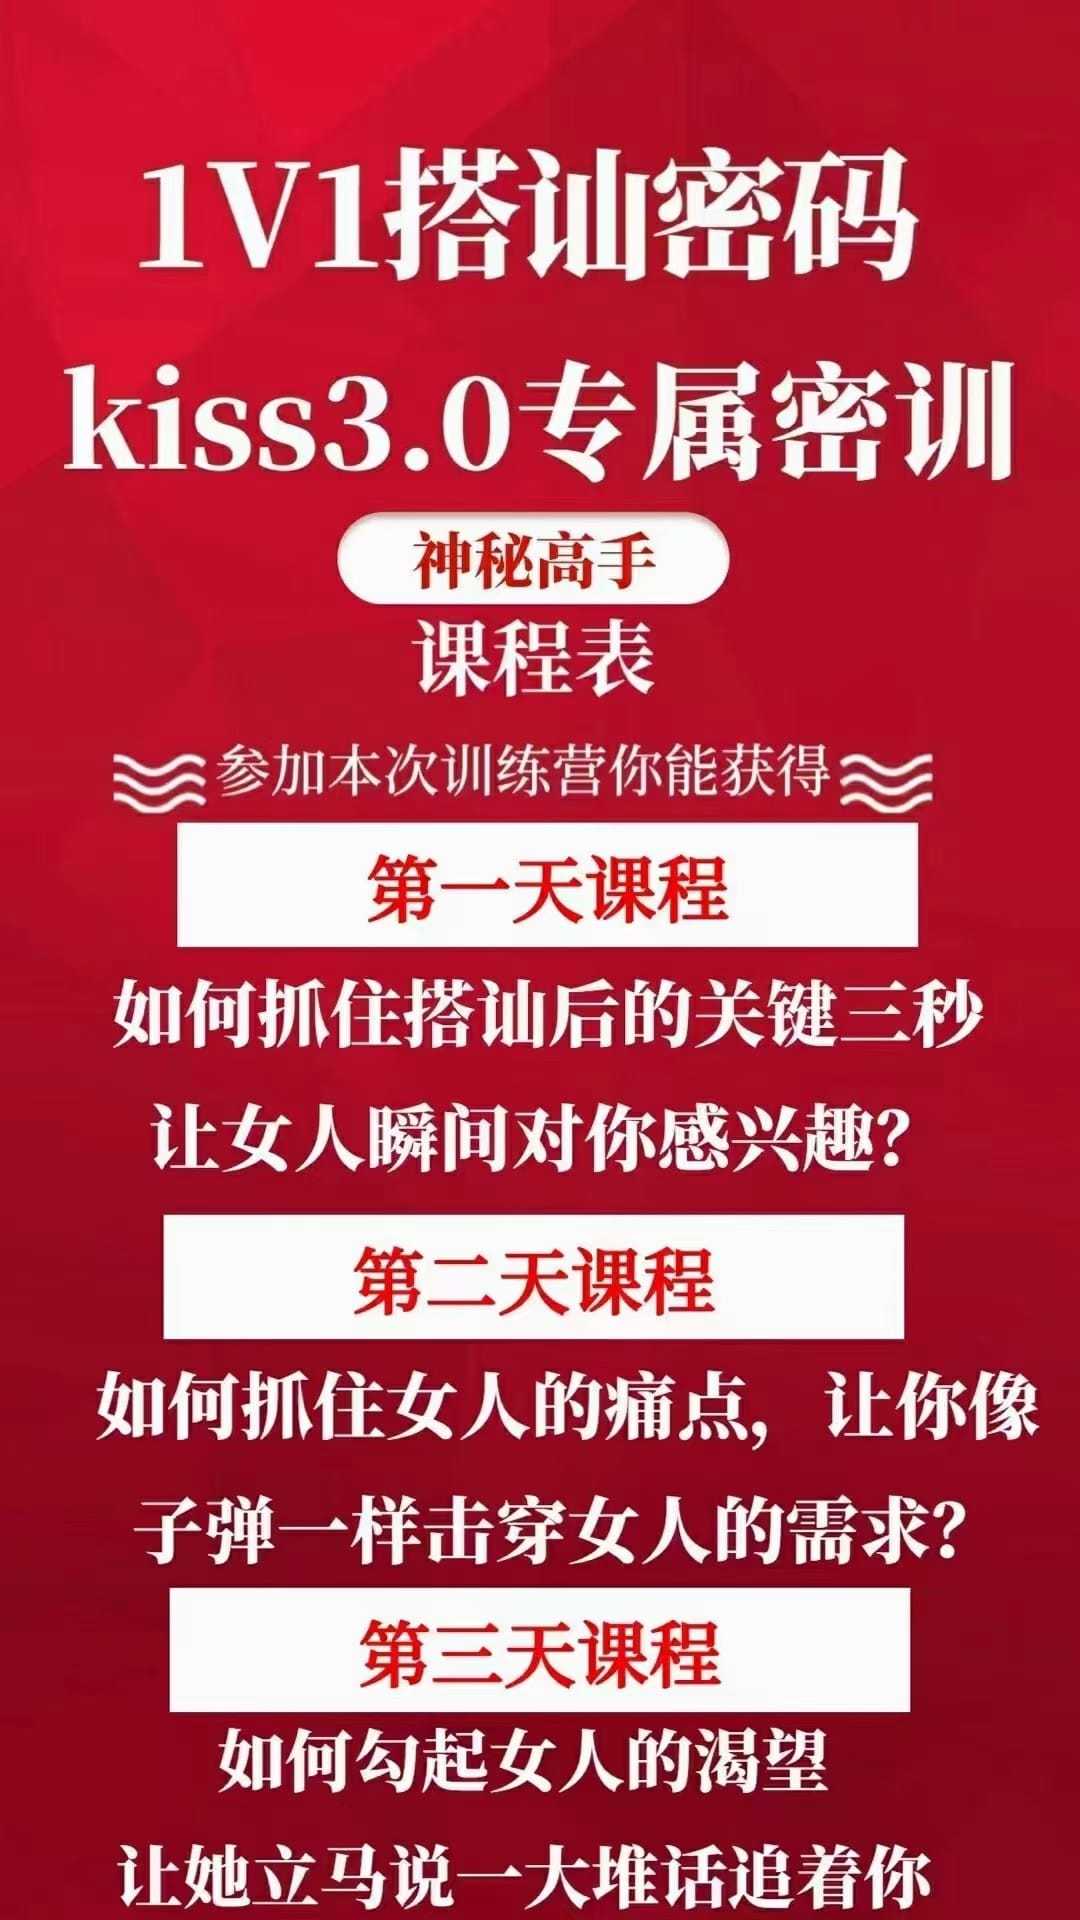 1V1搭讪密码
kiss3.0专属密训
神秘高手
课程表
参加本次训练营你能获得
第一天课程
如何抓住搭讪后的关键三秒
让女人瞬间对你感兴趣?
第二天课程
如何抓住女人的痛点，让你像
子弹一样击穿女人的需求?
第三天课程
如何勾起女人的渴望
让她立马说一大堆话追着你